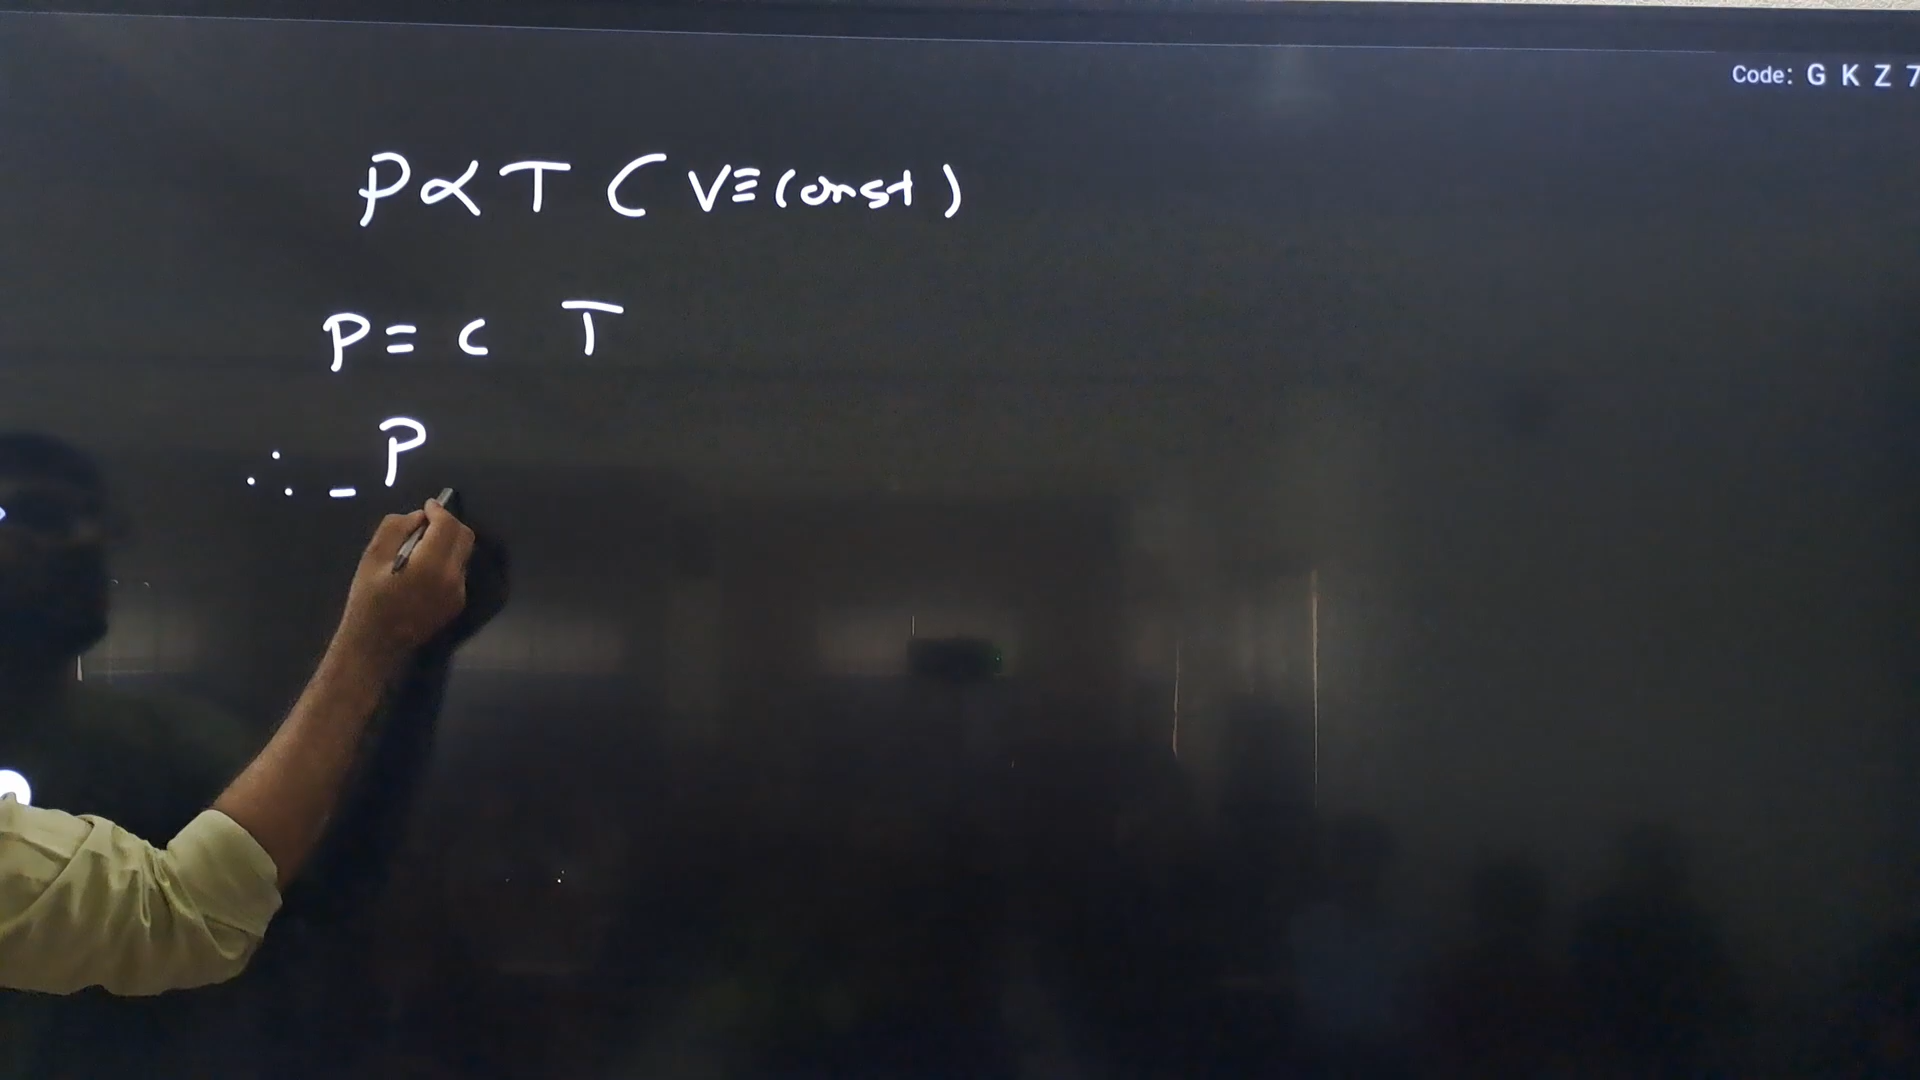 Code: G K Z 7
P ∝ T ( V = Const )
P = C T
∴ - P